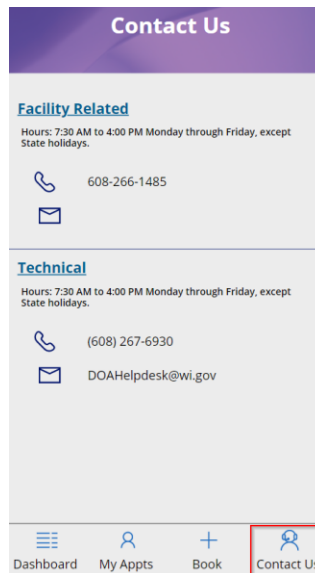 Contact Us
Facility Related
Hours: 7:30 AM to 4:00 PM Monday through Friday, except
State holidays.
608-266-1485
Technical
Hours: 7:30 AM to 4:00 PM Monday through Friday, except
State holidays.
(608) 267-6930
DOAHelpdesk@wi.gov
Dashboard My Appts Book Contact Us